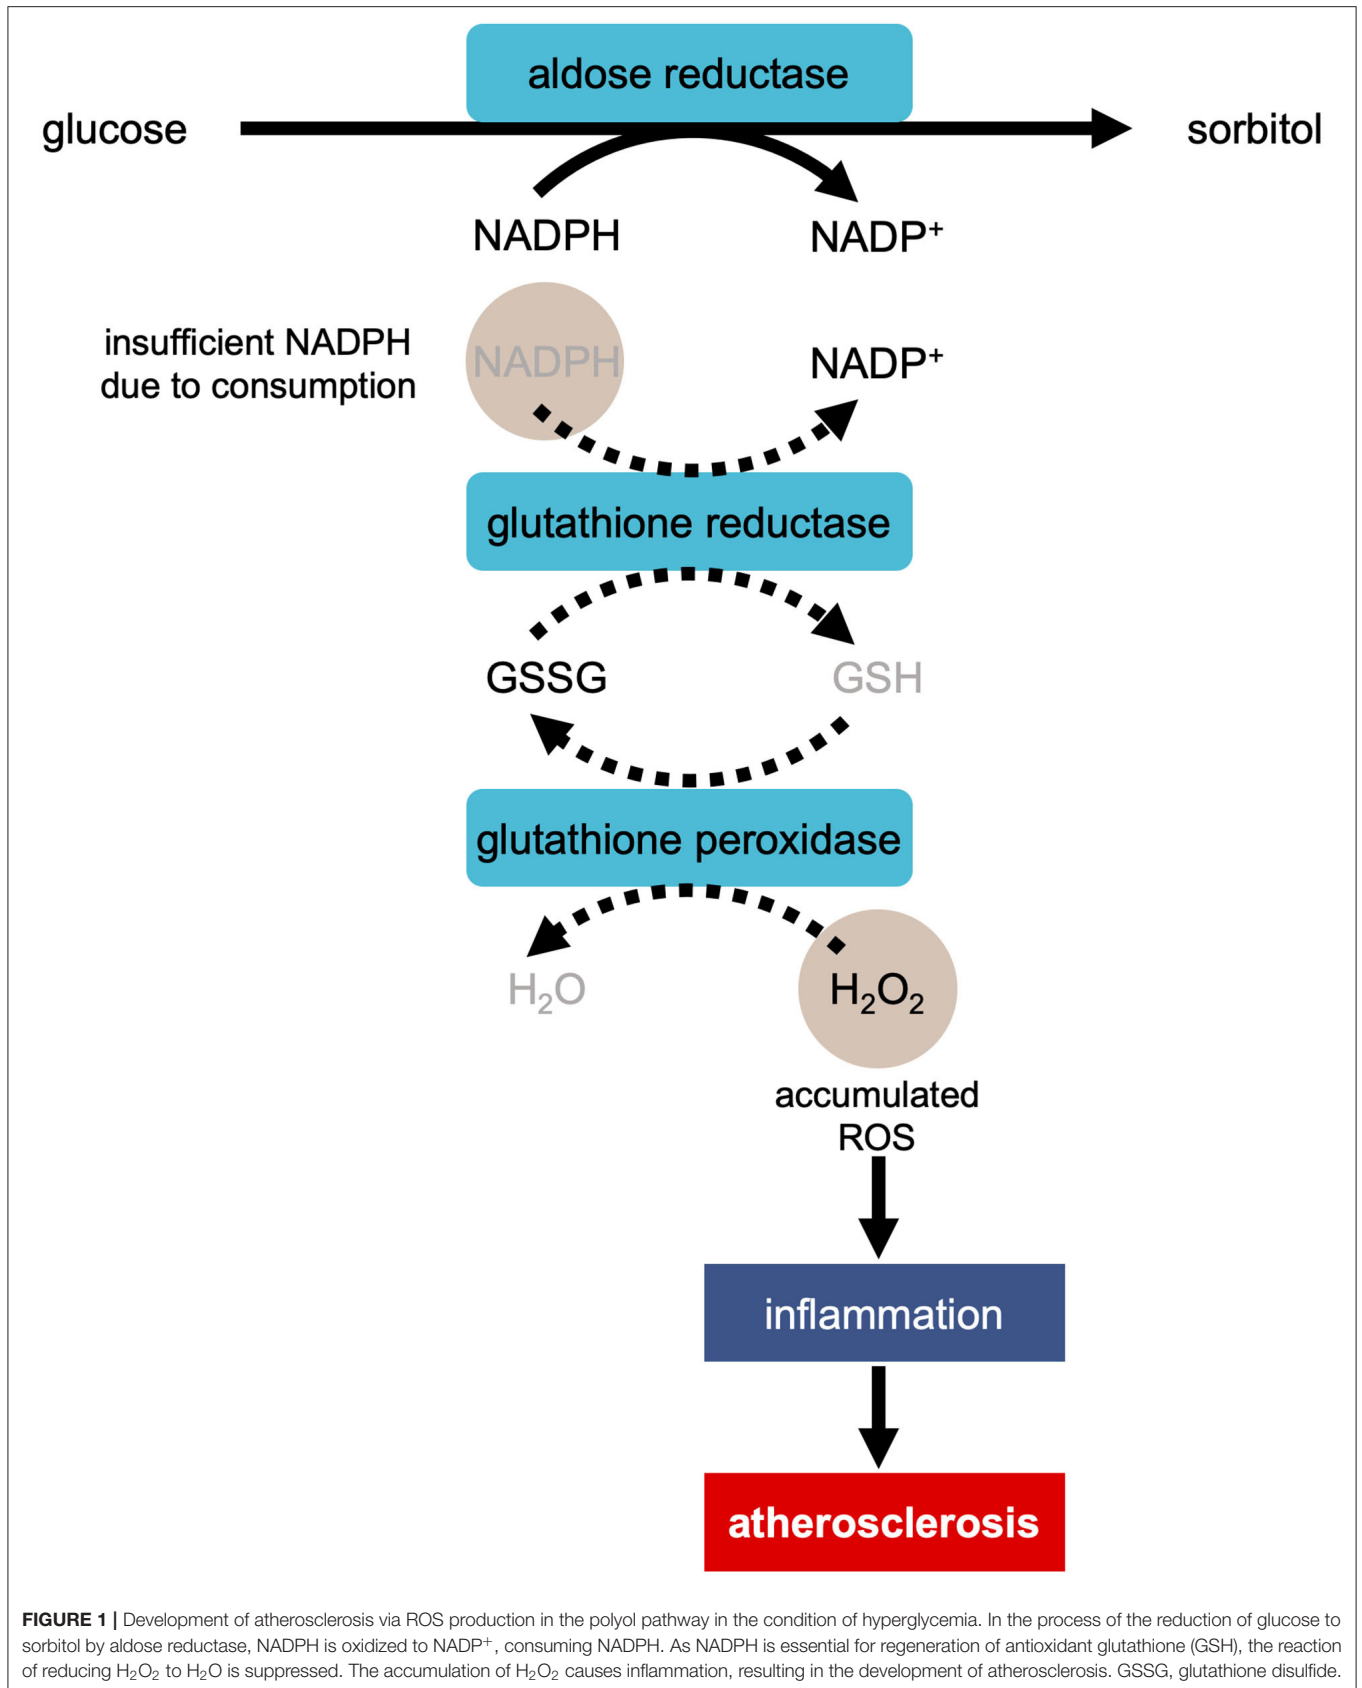 aldose reductase
glucose
sorbitol
NADPH
NADP⁺
insufficient NADPH
due to consumption
NADPH
NADP⁺
glutathione reductase
GSSG
GSH
glutathione peroxidase
H₂O
H₂O₂
accumulated
ROS
inflammation
atherosclerosis
FIGURE 1 | Development of atherosclerosis via ROS production in the polyol pathway in the condition of hyperglycemia. In the process of the reduction of glucose to
sorbitol by aldose reductase, NADPH is oxidized to NADP⁺, consuming NADPH. As NADPH is essential for regeneration of antioxidant glutathione (GSH), the reaction
of reducing H₂O₂ to H₂O is suppressed. The accumulation of H₂O₂ causes inflammation, resulting in the development of atherosclerosis. GSSG, glutathione disulfide.